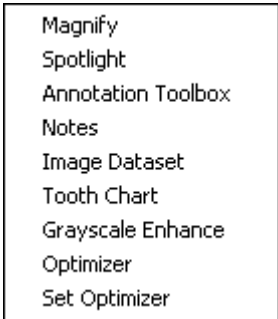 Magnify
Spotlight
Annotation Toolbox
Notes
Image Dataset
Tooth Chart
Grayscale Enhance
Optimizer
Set Optimizer